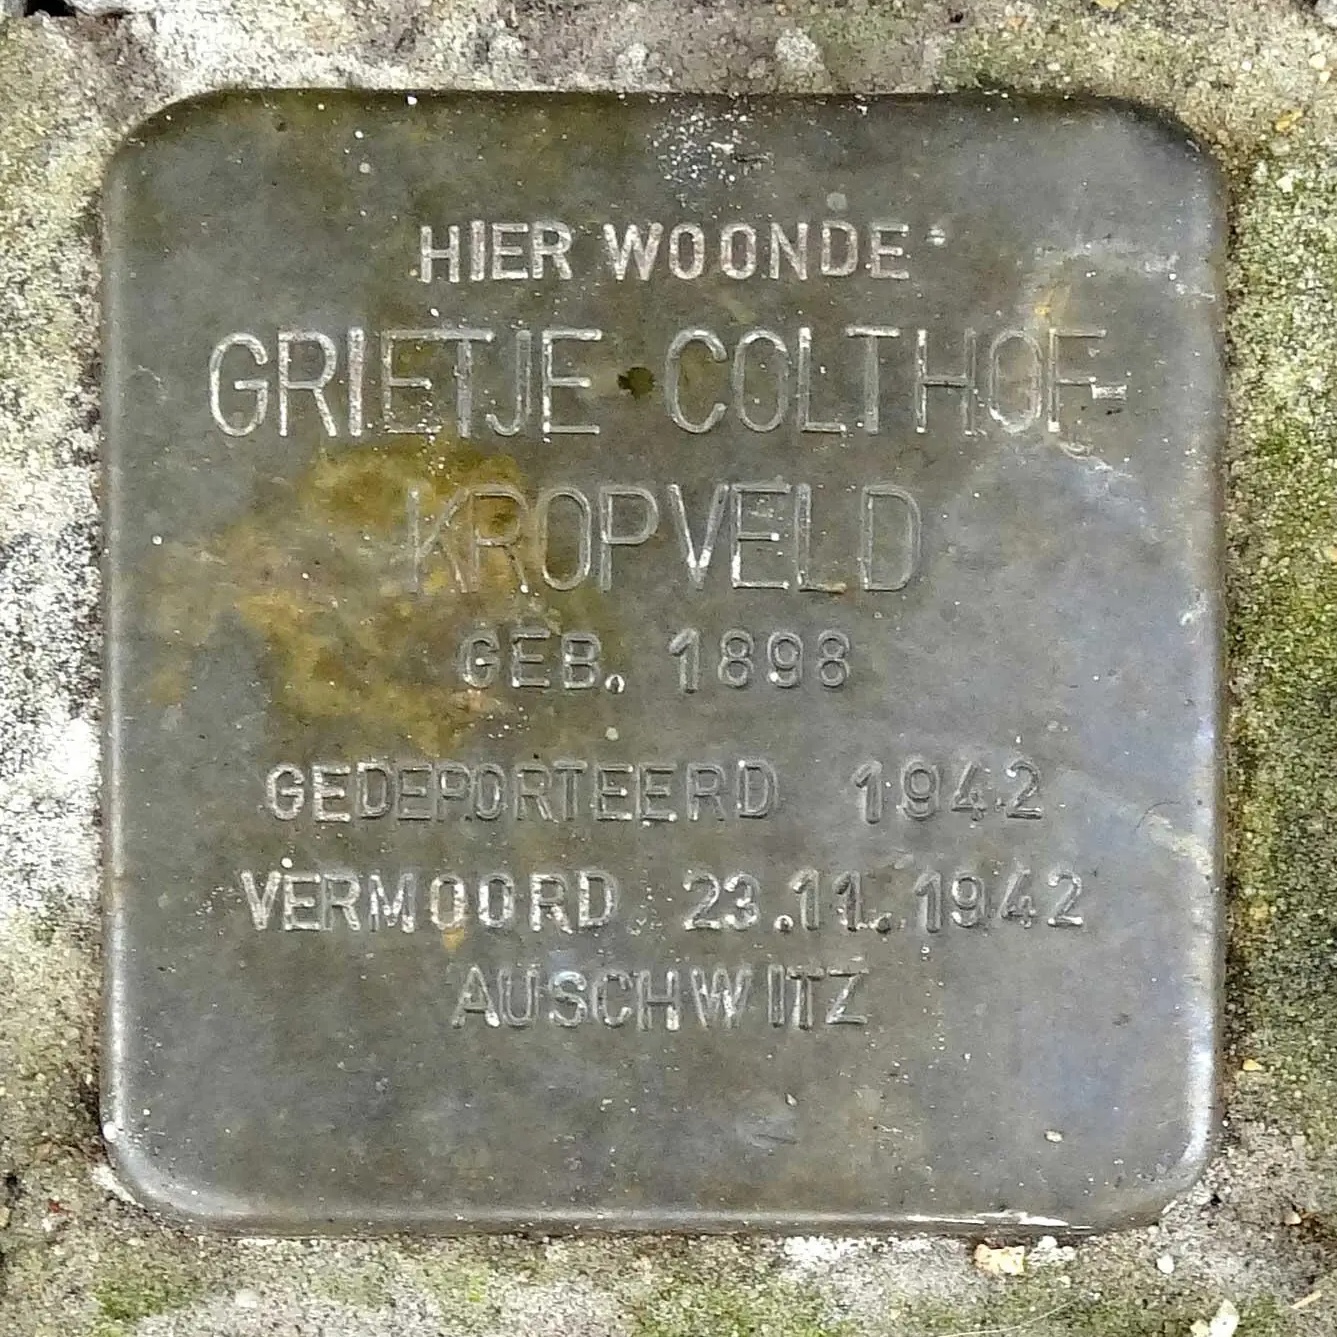 HIER WOONDE
GRIETJE COLTHOF-
KROPVELD
GEB. 1898
GEDEPORTEERD 1942
VERMOORD 23.11.1942
AUSCHWITZ